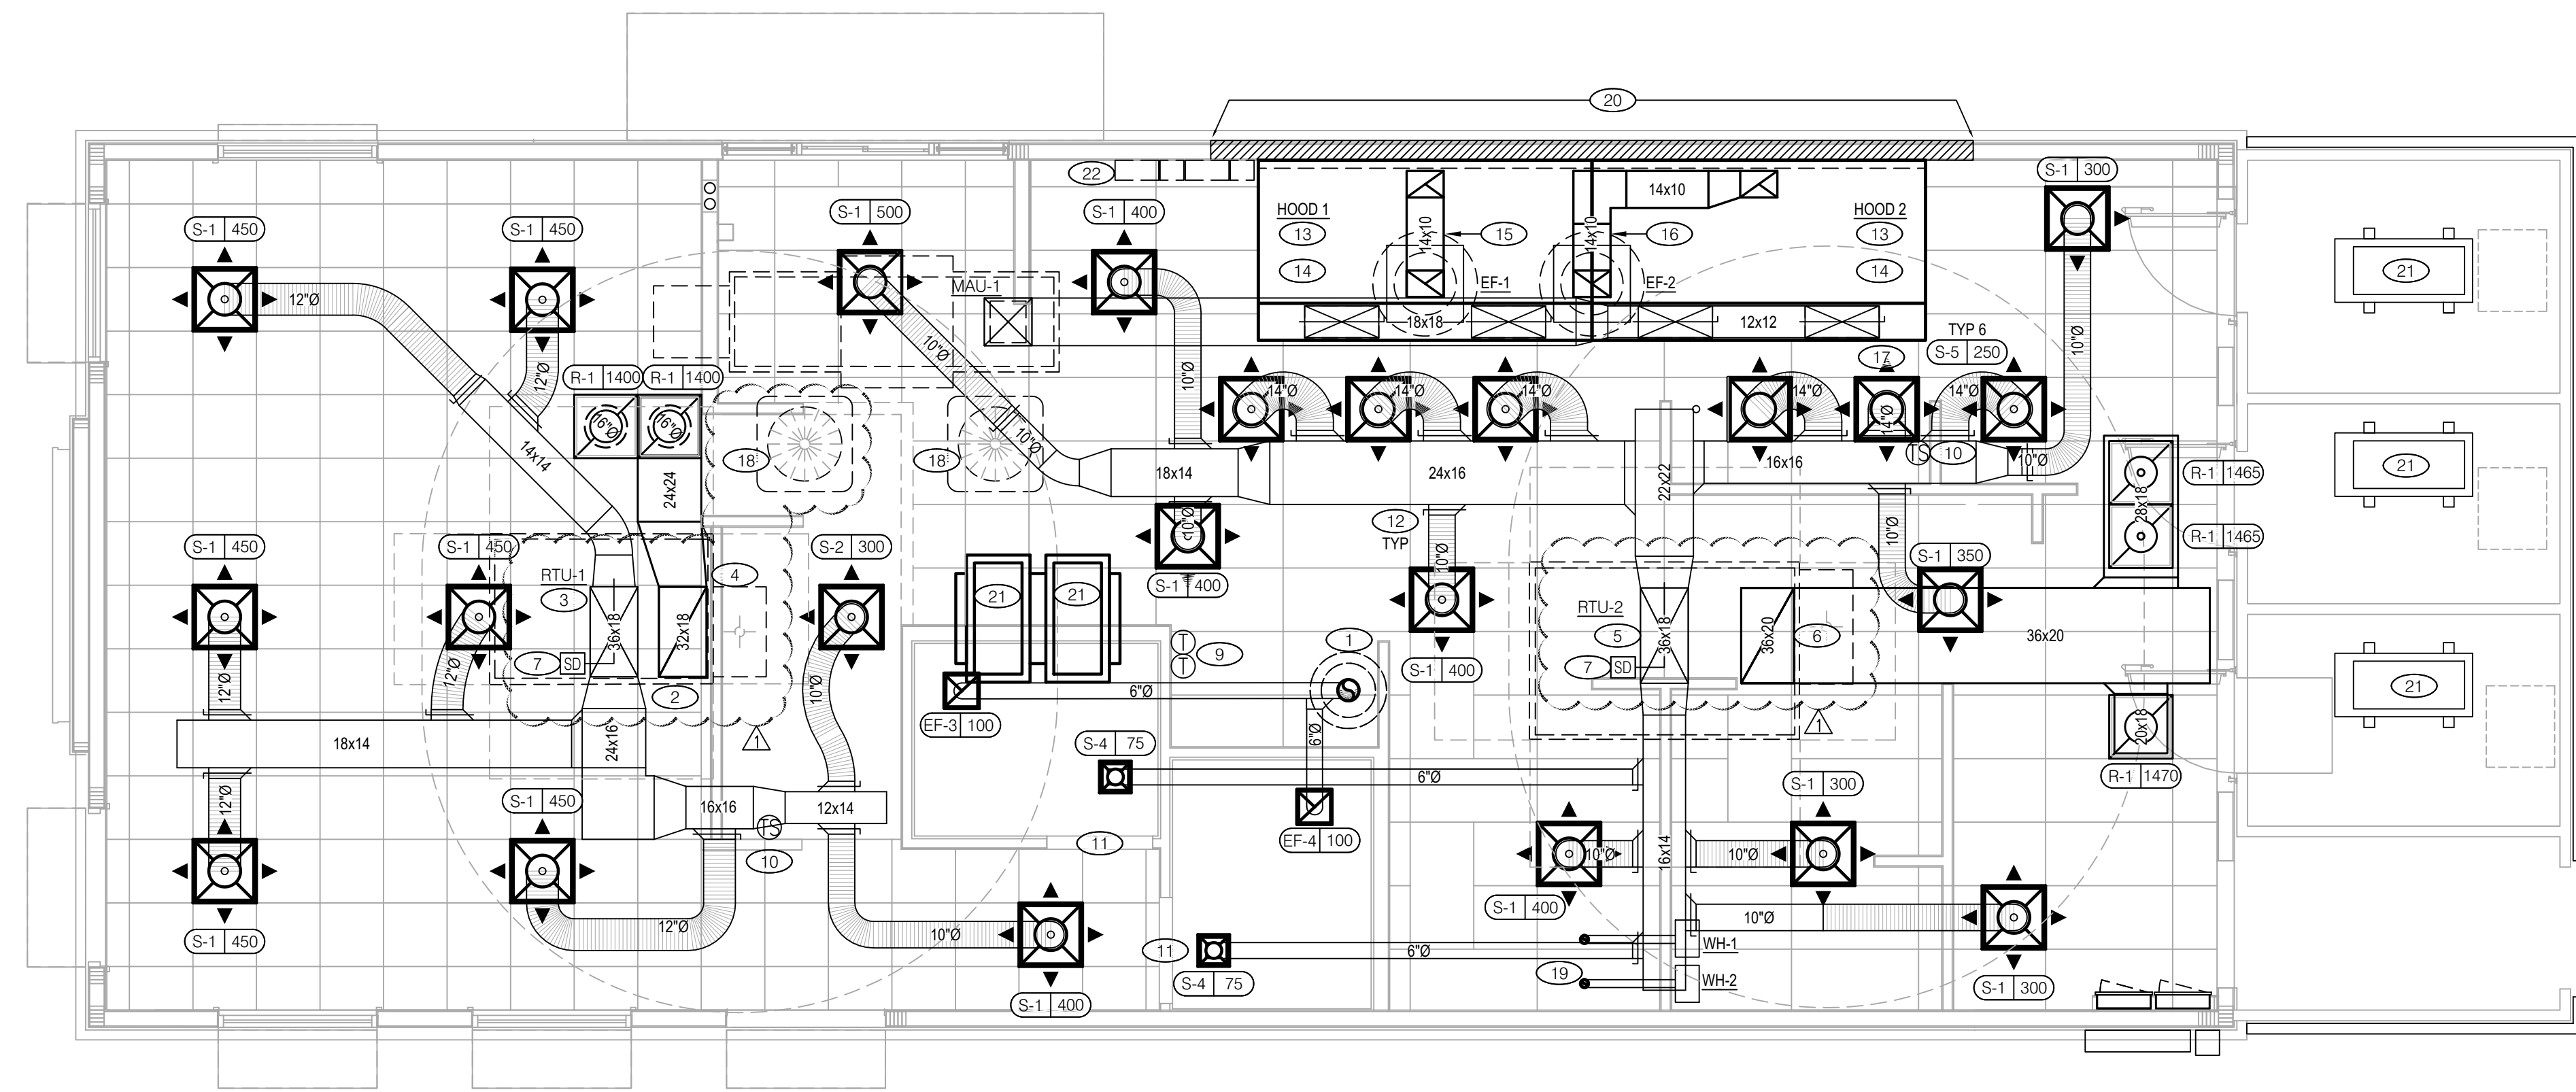 20
22
S-1 300
S-1 450
S-1 450
S-1 500
S-1 400
HOOD 1
13
14
14x10
15
14x10
14x10
16
HOOD 2
13
14
MAU-1
EF-1
EF-2
21
12"Ø
12"Ø
10"Ø
10"Ø
10"Ø
18x18
12x12
TYP 6
17
S-5 250
10"Ø
R-1 1400
R-1 1400
16"Ø
16"Ø
14"Ø
14"Ø
14"Ø
14"Ø
14"Ø
14"Ø
14x14
24x24
18
18
10"Ø
18x14
24x16
22x22
16x16
TS
10
10"Ø
28x18
R-1 1465
R-1 1465
21
S-1 450
S-1 450
S-2 300
10"Ø
S-1 400
12
TYP
10"Ø
10"Ø
S-1 350
RTU-1
3
4
36x18
32x18
7
SD
2
21
21
T
T
9
1
RTU-2
5
36x18
7
SD
36x20
6
36x20
S-1 400
21
12"Ø
12"Ø
10"Ø
6"Ø
EF-3 100
6"Ø
1
1
20x18
R-1 1470
18x14
24x16
S-4 75
6"Ø
12"Ø
S-1 450
16x16
12x14
TS
10
11
EF-4 100
S-1 300
10"Ø
10"Ø
16x14
S-1 400
S-1 450
12"Ø
10"Ø
S-1 400
11
S-4 75
6"Ø
10"Ø
WH-1
19
WH-2
S-1 300